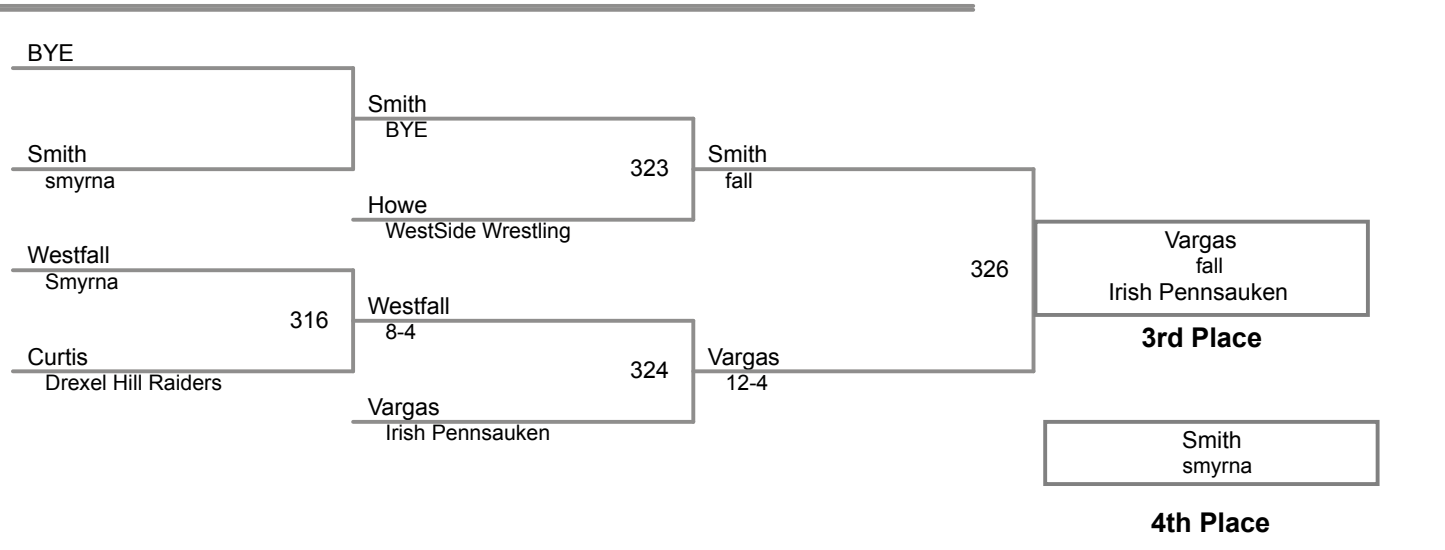 BYE
Smith
BYE
Smith
smyrna
323
Smith
fall
Howe
WestSide Wrestling
Westfall
Smyrna
326
Vargas
fall
Irish Pennsauken
3rd Place
316
Westfall
8-4
Curtis
Drexel Hill Raiders
324
Vargas
12-4
Vargas
Irish Pennsauken
Smith
smyrna
4th Place